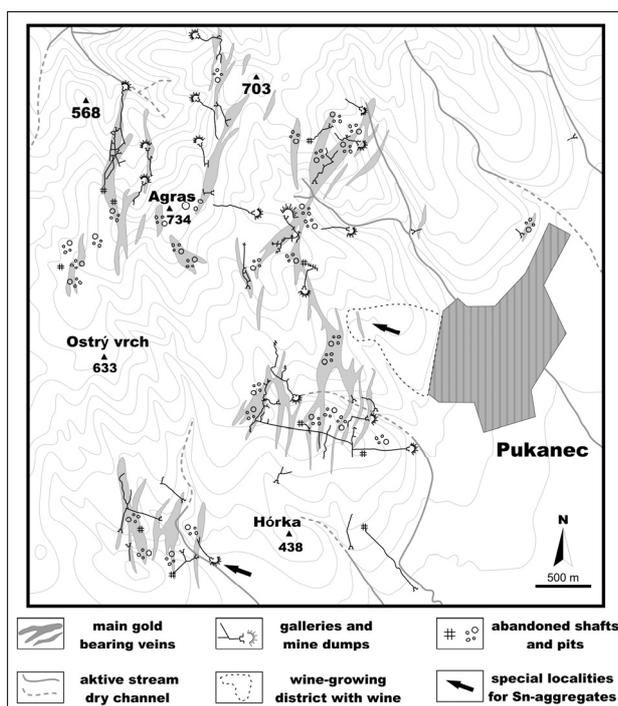 568
703
Agras
734
Ostrý vrch
633
Pukanec
Hórka
438
N
500 m
main gold
bearing veins
galleries and
mine dumps
abandoned shafts
and pits
aktive stream
dry channel
wine-growing
district with wine
special localities
for Sn-aggregates